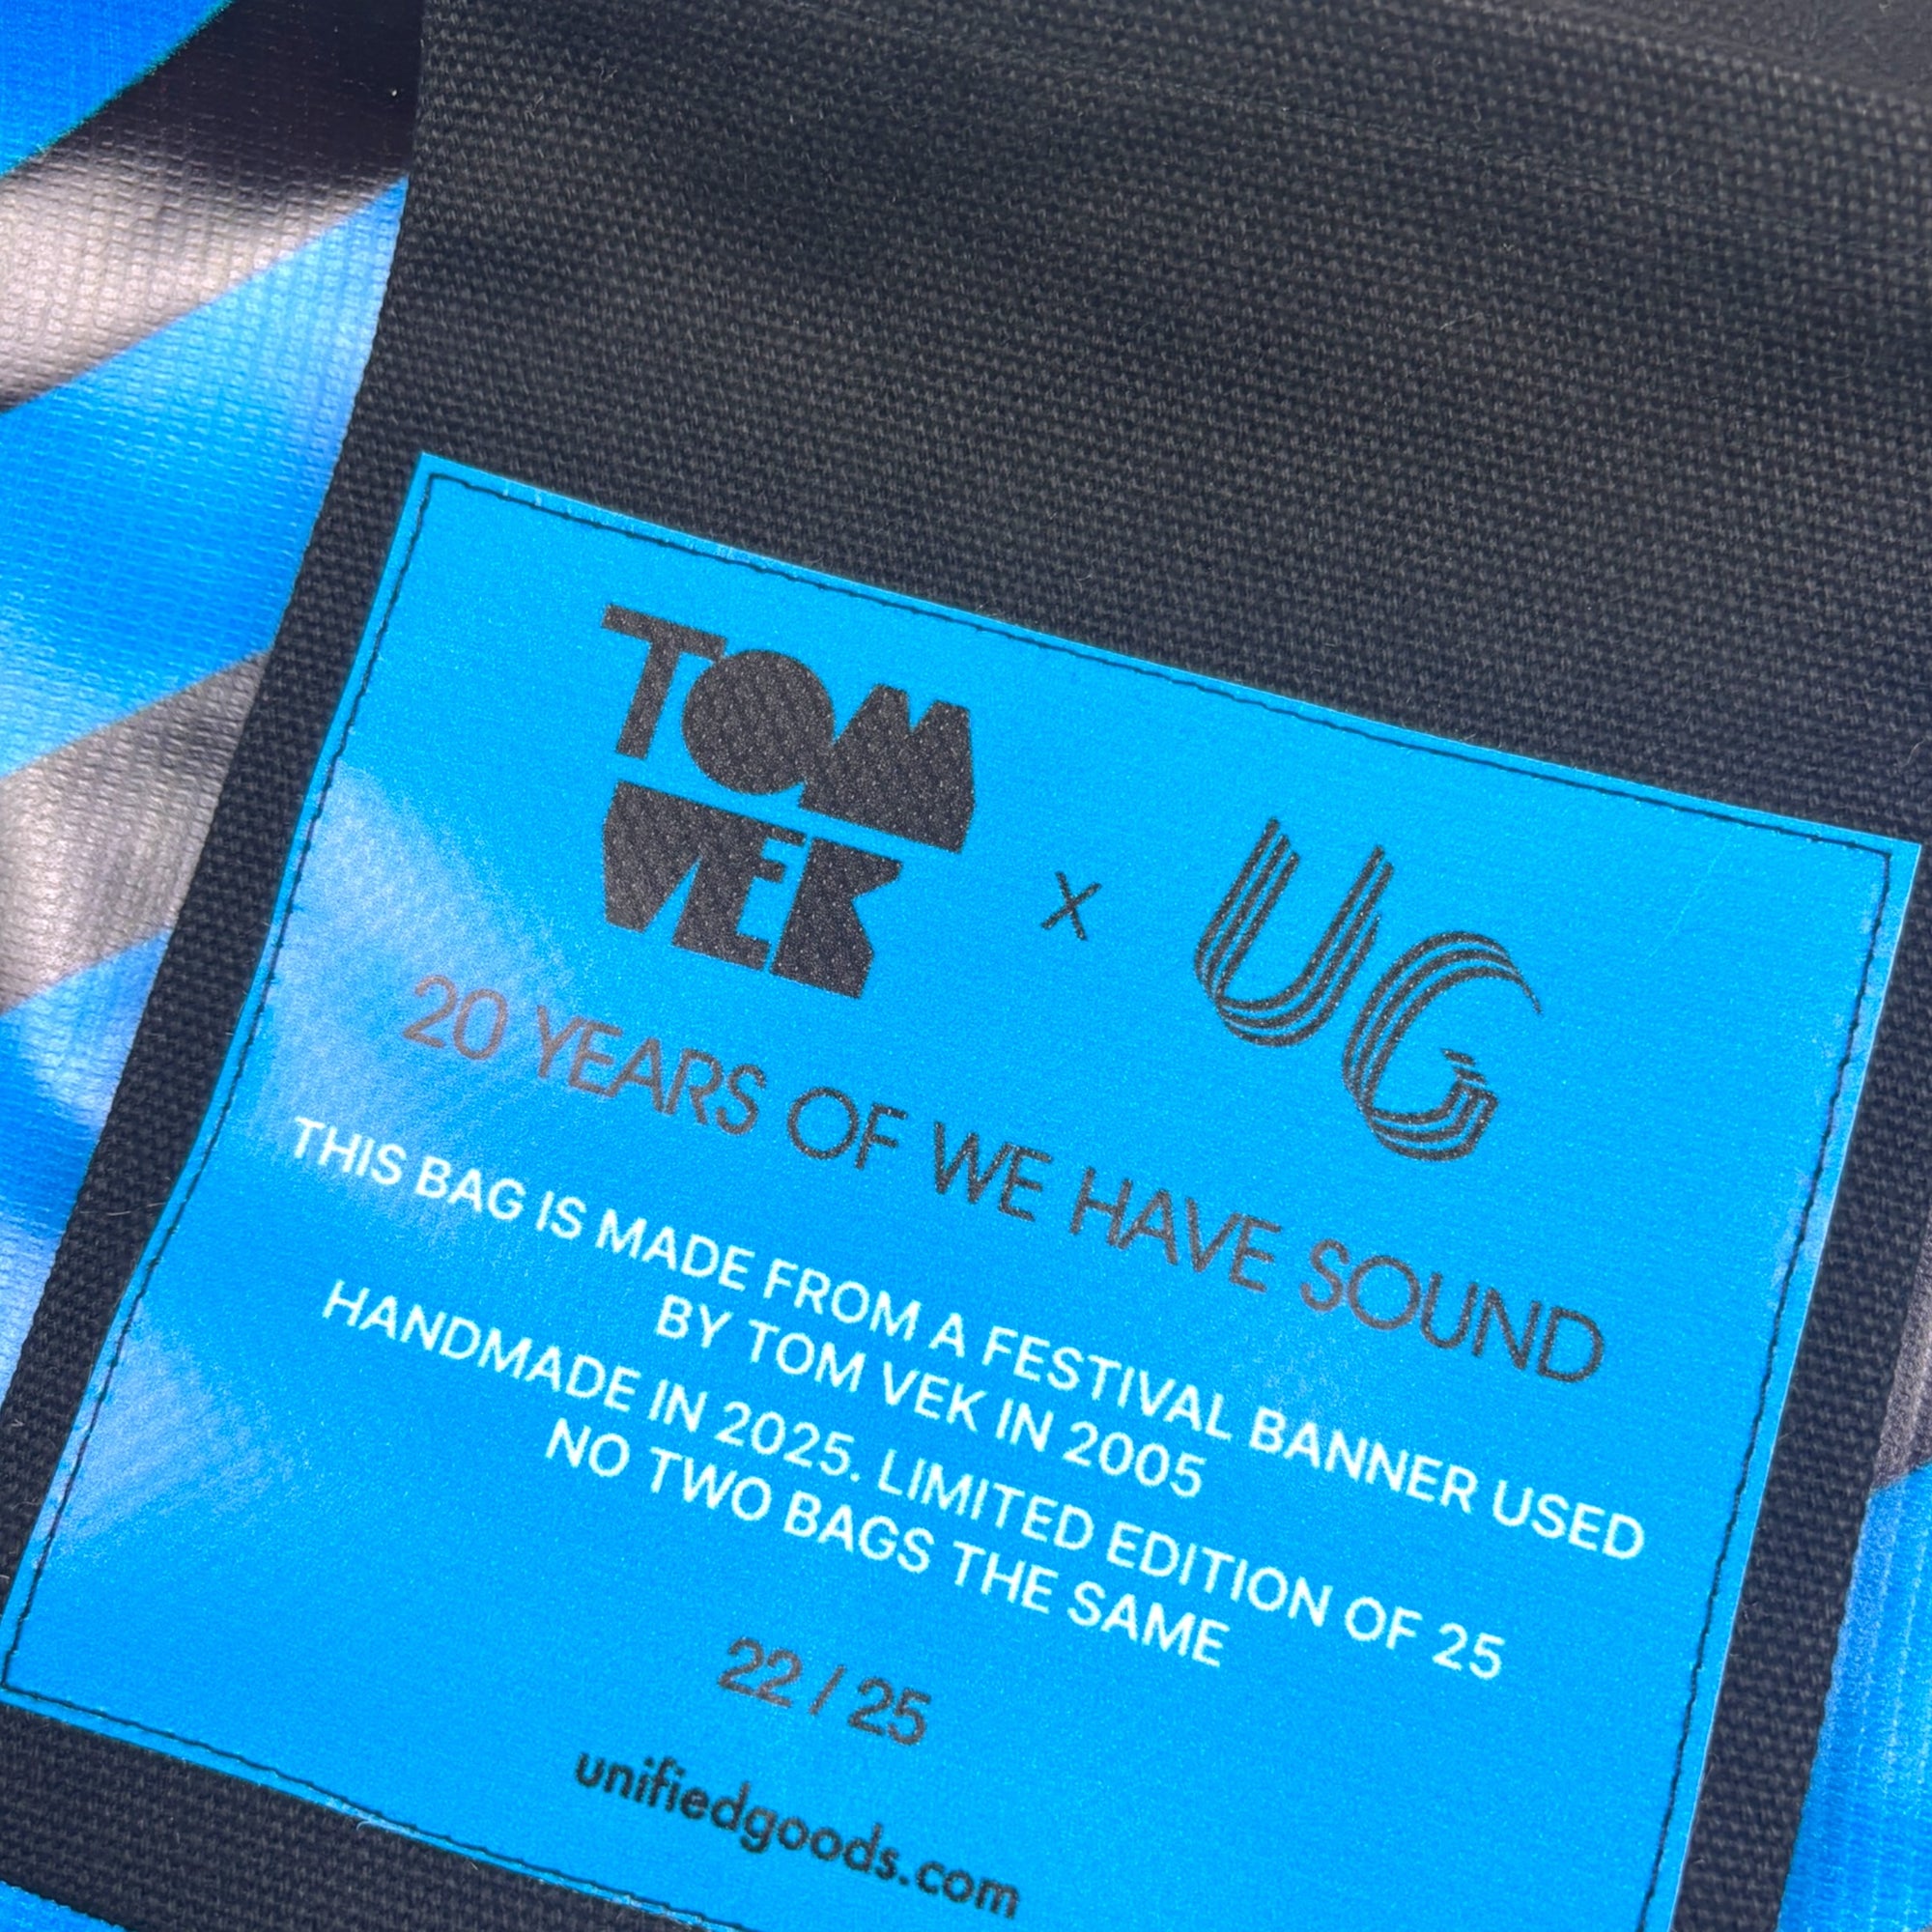 TOM
VEK
X
UG
20 YEARS OF WE HAVE SOUND
THIS BAG IS MADE FROM A FESTIVAL BANNER USED
BY TOM VEK IN 2005
HANDMADE IN 2025. LIMITED EDITION OF 25
NO TWO BAGS THE SAME
22 / 25
unifiedgoods.com